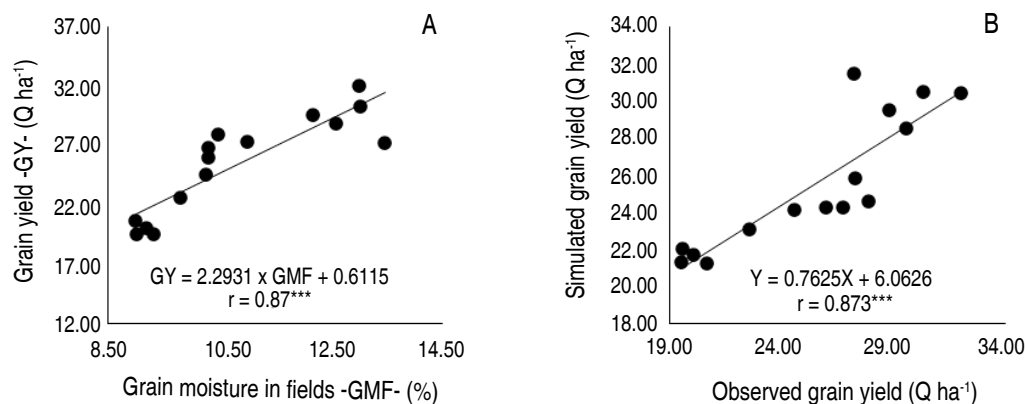 A
Grain yield -GY- (Q ha⁻¹)
37.00
32.00
27.00
22.00
17.00
12.00
GY = 2.2931 x GMF + 0.6115
r = 0.87***
8.50 10.50 12.50 14.50
Grain moisture in fields -GMF- (%)
B
Simulated grain yield (Q ha⁻¹)
34.00
32.00
30.00
28.00
26.00
24.00
22.00
20.00
18.00
Y = 0.7625X + 6.0626
r = 0.873***
19.00 24.00 29.00 34.00
Observed grain yield (Q ha⁻¹)